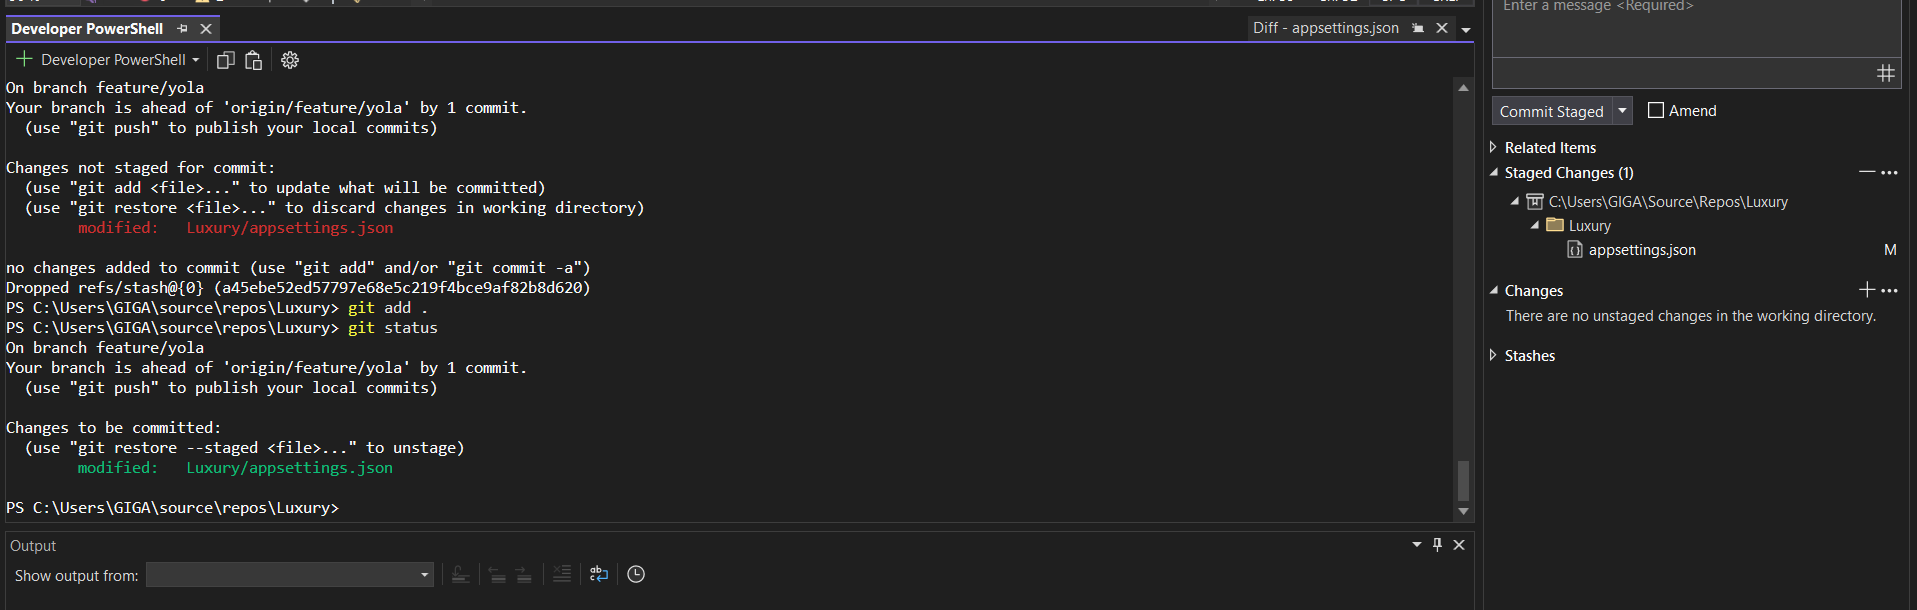 Developer PowerShell
Diff - appsettings.json
Developer PowerShell
On branch feature/yola
Your branch is ahead of 'origin/feature/yola' by 1 commit.
  (use "git push" to publish your local commits)
Changes not staged for commit:
  (use "git add <file>..." to update what will be committed)
  (use "git restore <file>..." to discard changes in working directory)
        modified:   Luxury/appsettings.json
no changes added to commit (use "git add" and/or "git commit -a")
Dropped refs/stash@{0} (a45ebe52ed57797e68e5c219f4bce9af82b8d620)
PS C:\Users\GIGA\source\repos\Luxury> git add .
PS C:\Users\GIGA\source\repos\Luxury> git status
On branch feature/yola
Your branch is ahead of 'origin/feature/yola' by 1 commit.
  (use "git push" to publish your local commits)
Changes to be committed:
  (use "git restore --staged <file>..." to unstage)
        modified:   Luxury/appsettings.json
PS C:\Users\GIGA\source\repos\Luxury>
Output
Show output from:
Enter a message <Required>
Commit Staged
Amend
Related Items
Staged Changes (1)
C:\Users\GIGA\Source\Repos\Luxury
Luxury
appsettings.json M
Changes
There are no unstaged changes in the working directory.
Stashes